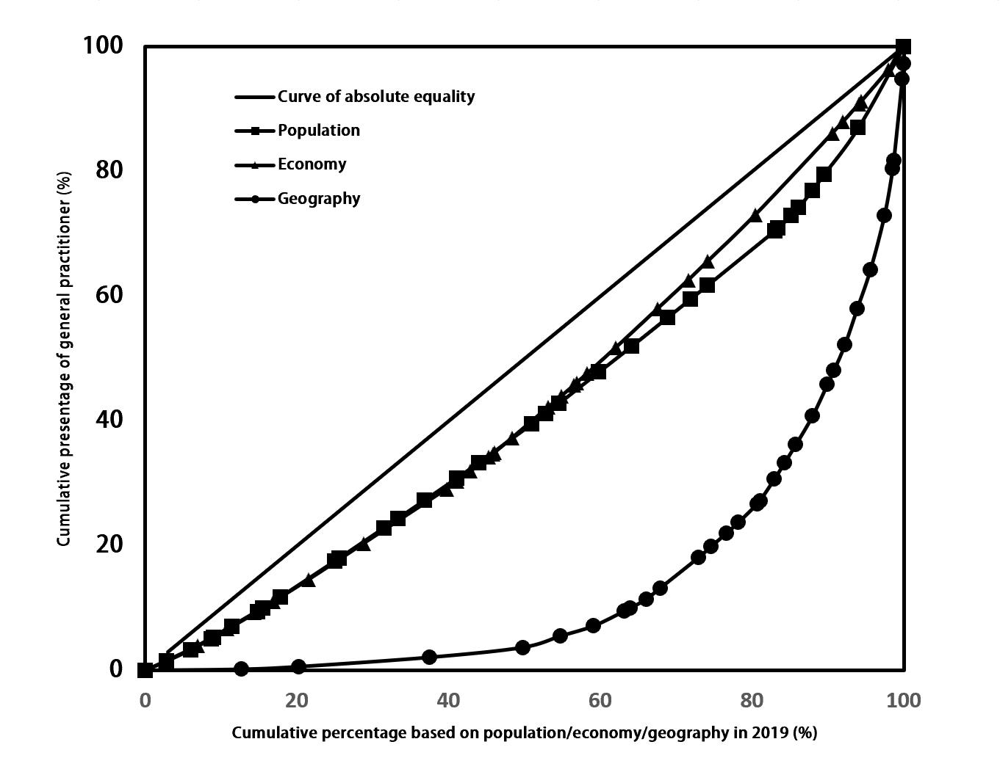 100
80
60
40
20
0
Cumulative presentage of general practitioner (%)
Curve of absolute equality
Population
Economy
Geography
0 20 40 60 80 100
Cumulative percentage based on population/economy/geography in 2019 (%)